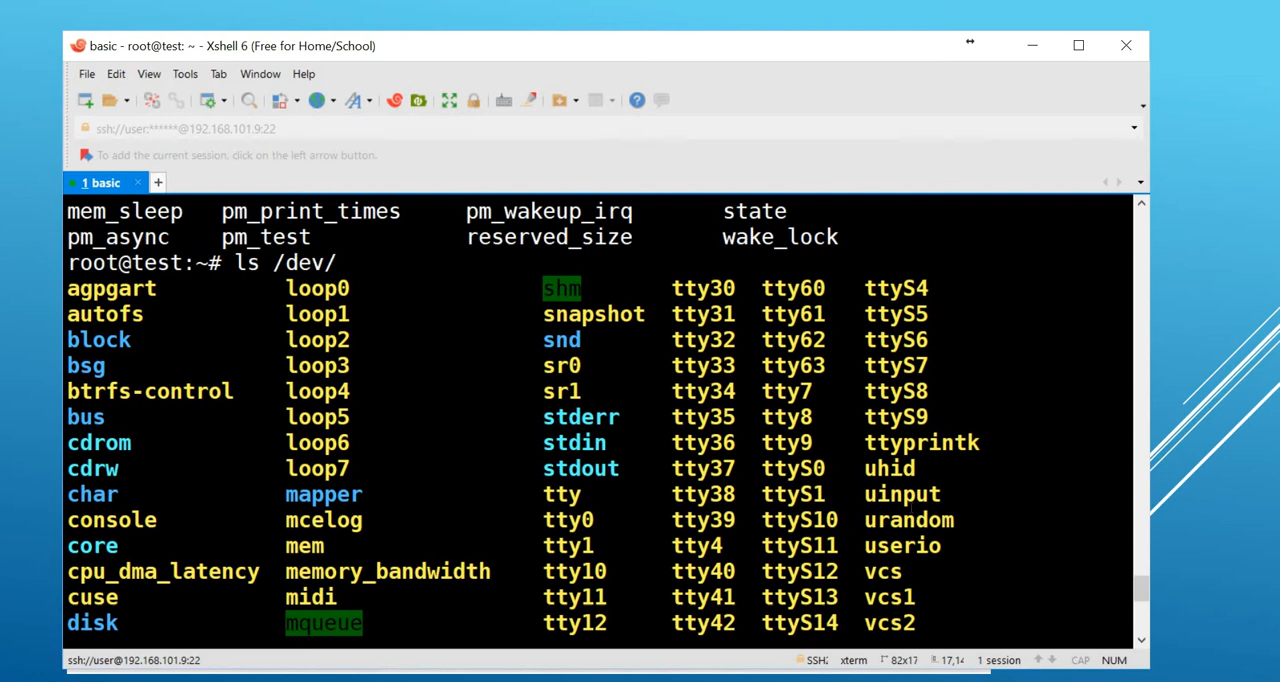 basic - root@test: ~ - Xshell 6 (Free for Home/School)
File Edit View Tools Tab Window Help
ssh://user:******@192.168.101.9:22
To add the current session, click on the left arrow button.
1 basic
mem_sleep pm_print_times pm_wakeup_irq state
pm_async pm_test reserved_size wake_lock
root@test:~# ls /dev/
agpgart loop0 shm tty30 tty60 ttyS4
autofs loop1 snapshot tty31 tty61 ttyS5
block loop2 snd tty32 tty62 ttyS6
bsg loop3 sr0 tty33 tty63 ttyS7
btrfs-control loop4 sr1 tty34 tty7 ttyS8
bus loop5 stderr tty35 tty8 ttyS9
cdrom loop6 stdin tty36 tty9 ttyprintk
cdrw loop7 stdout tty37 ttyS0 uhid
char mapper tty tty38 ttyS1 uinput
console mcelog tty0 tty39 ttyS10 urandom
core mem tty1 tty4 ttyS11 userio
cpu_dma_latency memory_bandwidth tty10 tty40 ttyS12 vcs
cuse midi tty11 tty41 ttyS13 vcs1
disk mqueue tty12 tty42 ttyS14 vcs2
ssh://user@192.168.101.9:22 SSH2 xterm 82x17 17,14 1 session CAP NUM